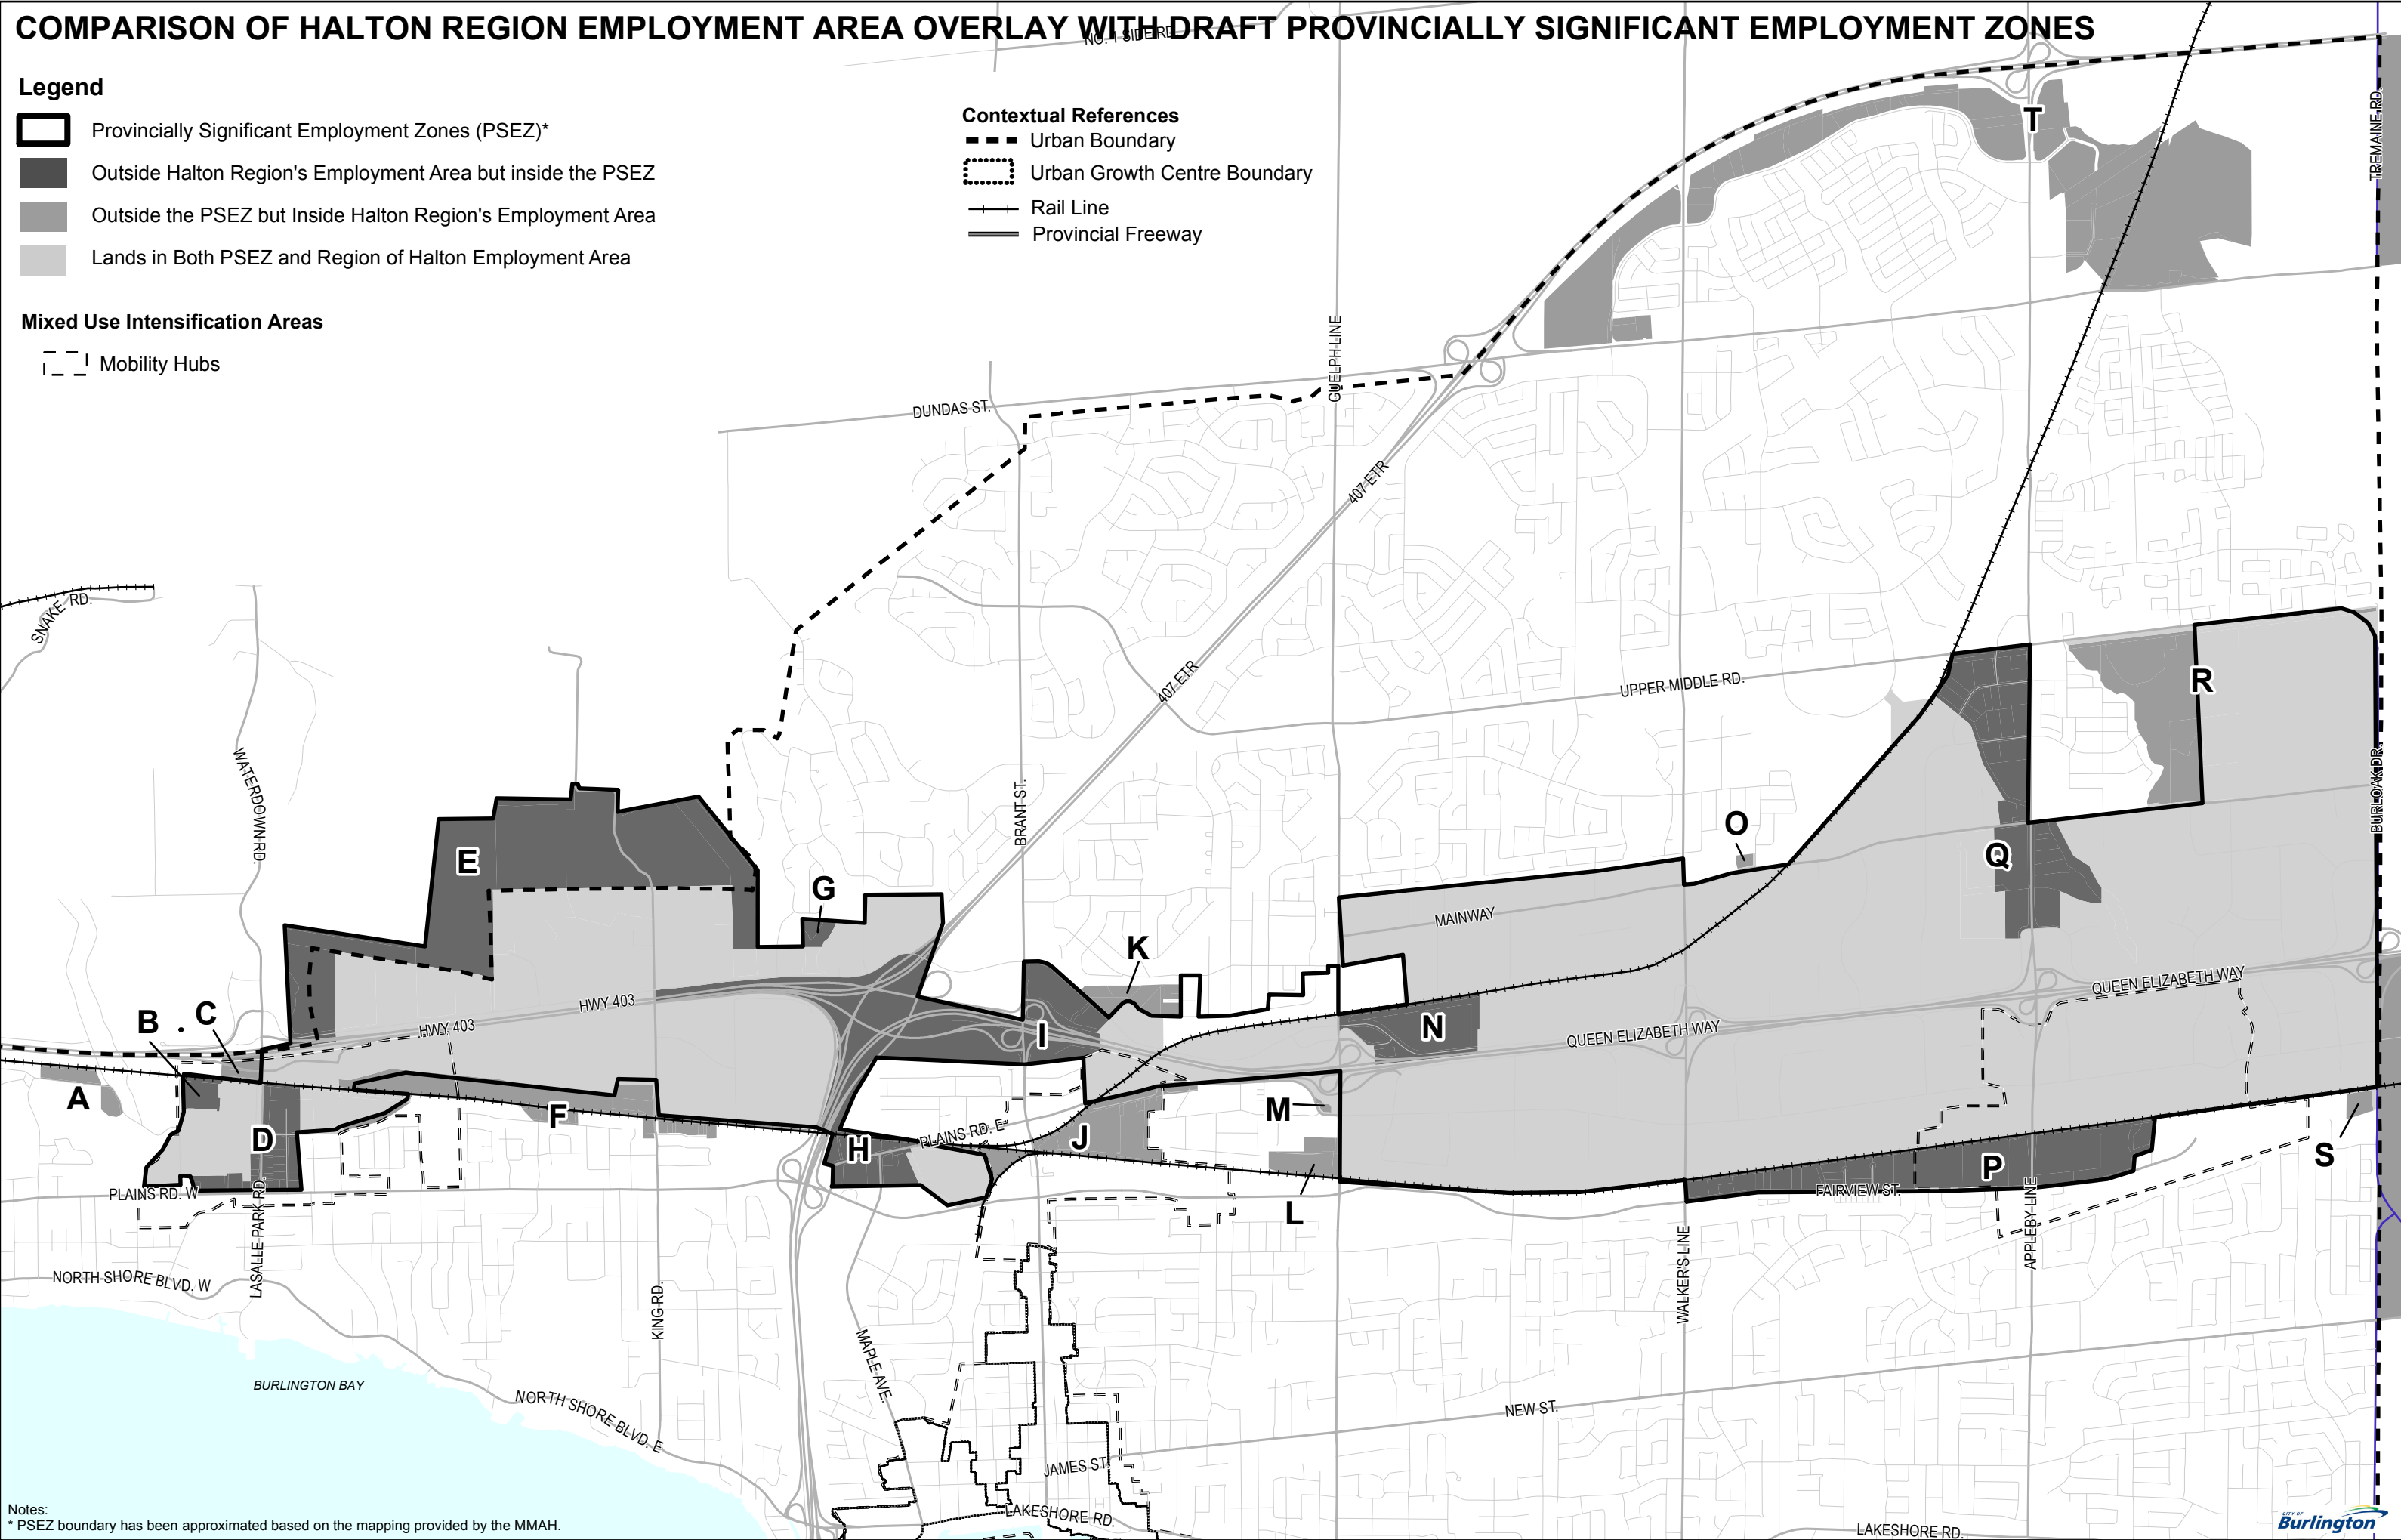 COMPARISON OF HALTON REGION EMPLOYMENT AREA OVERLAY WITH DRAFT PROVINCIALLY SIGNIFICANT EMPLOYMENT ZONES
NO. 1 SIDE RD.
Legend
Provincially Significant Employment Zones (PSEZ)*
Outside Halton Region's Employment Area but inside the PSEZ
Outside the PSEZ but Inside Halton Region's Employment Area
Lands in Both PSEZ and Region of Halton Employment Area
Mixed Use Intensification Areas
Mobility Hubs
Contextual References
Urban Boundary
Urban Growth Centre Boundary
Rail Line
Provincial Freeway
T
TREMAINE RD.
GUELPH LINE
DUNDAS ST.
407 ETR
SNAKE RD.
407 ETR
UPPER MIDDLE RD.
R
WATERDOWN RD.
BRANT ST.
BURLOAK DR.
O
E
Q
G
MAINWAY
K
QUEEN ELIZABETH WAY
HWY 403
HWY 403
B
C
I
N
QUEEN ELIZABETH WAY
A
F
M
D
H
PLAINS RD. E
J
P
S
PLAINS RD. W
FAIRVIEW ST.
L
LASALLE PARK RD.
APPLEBY LINE
WALKER'S LINE
NORTH SHORE BLVD. W
KING RD.
MAPLE AVE.
BURLINGTON BAY
NORTH SHORE BLVD. E
NEW ST.
JAMES ST.
LAKESHORE RD.
LAKESHORE RD.
Notes:
* PSEZ boundary has been approximated based on the mapping provided by the MMAH.
CITY OF
Burlington